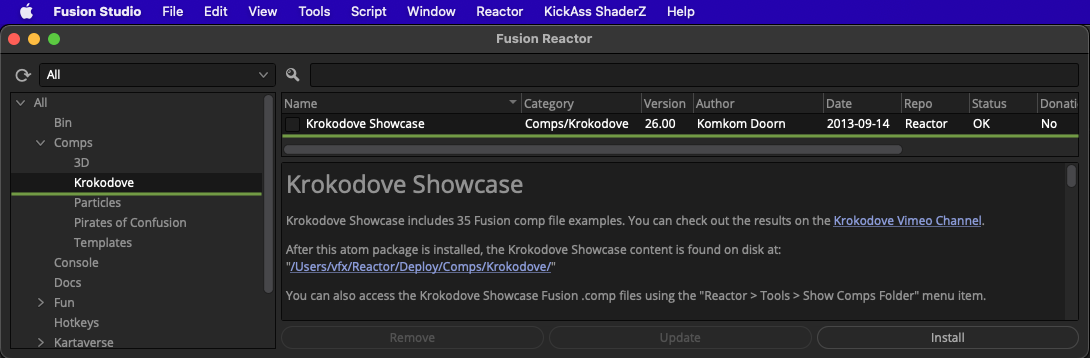 Fusion Studio File Edit View Tools Script Window Reactor KickAss ShaderZ Help
Fusion Reactor
All
All
Bin
Comps
3D
Krokodove
Particles
Pirates of Confusion
Templates
Console
Docs
Fun
Hotkeys
Kartaverse
Name Category Version Author Date Repo Status Donati
Krokodove Showcase Comps/Krokodove 26.00 Komkom Doorn 2013-09-14 Reactor OK No
Krokodove Showcase
Krokodove Showcase includes 35 Fusion comp file examples. You can check out the results on the Krokodove Vimeo Channel.
After this atom package is installed, the Krokodove Showcase content is found on disk at:
"/Users/vfx/Reactor/Deploy/Comps/Krokodove/"
You can also access the Krokodove Showcase Fusion .comp files using the "Reactor > Tools > Show Comps Folder" menu item.
Remove Update Install